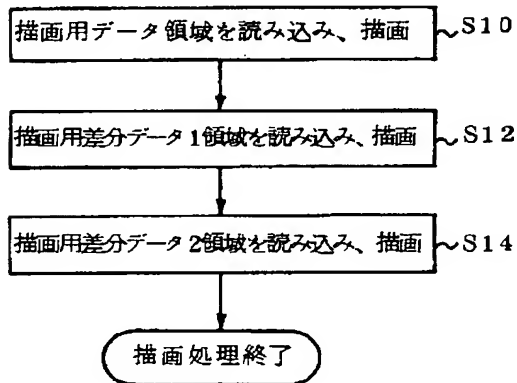 描画用データ領域を読み込み、描画 ～S10
描画用差分データ1領域を読み込み、描画 ～S12
描画用差分データ2領域を読み込み、描画 ～S14
描画処理終了